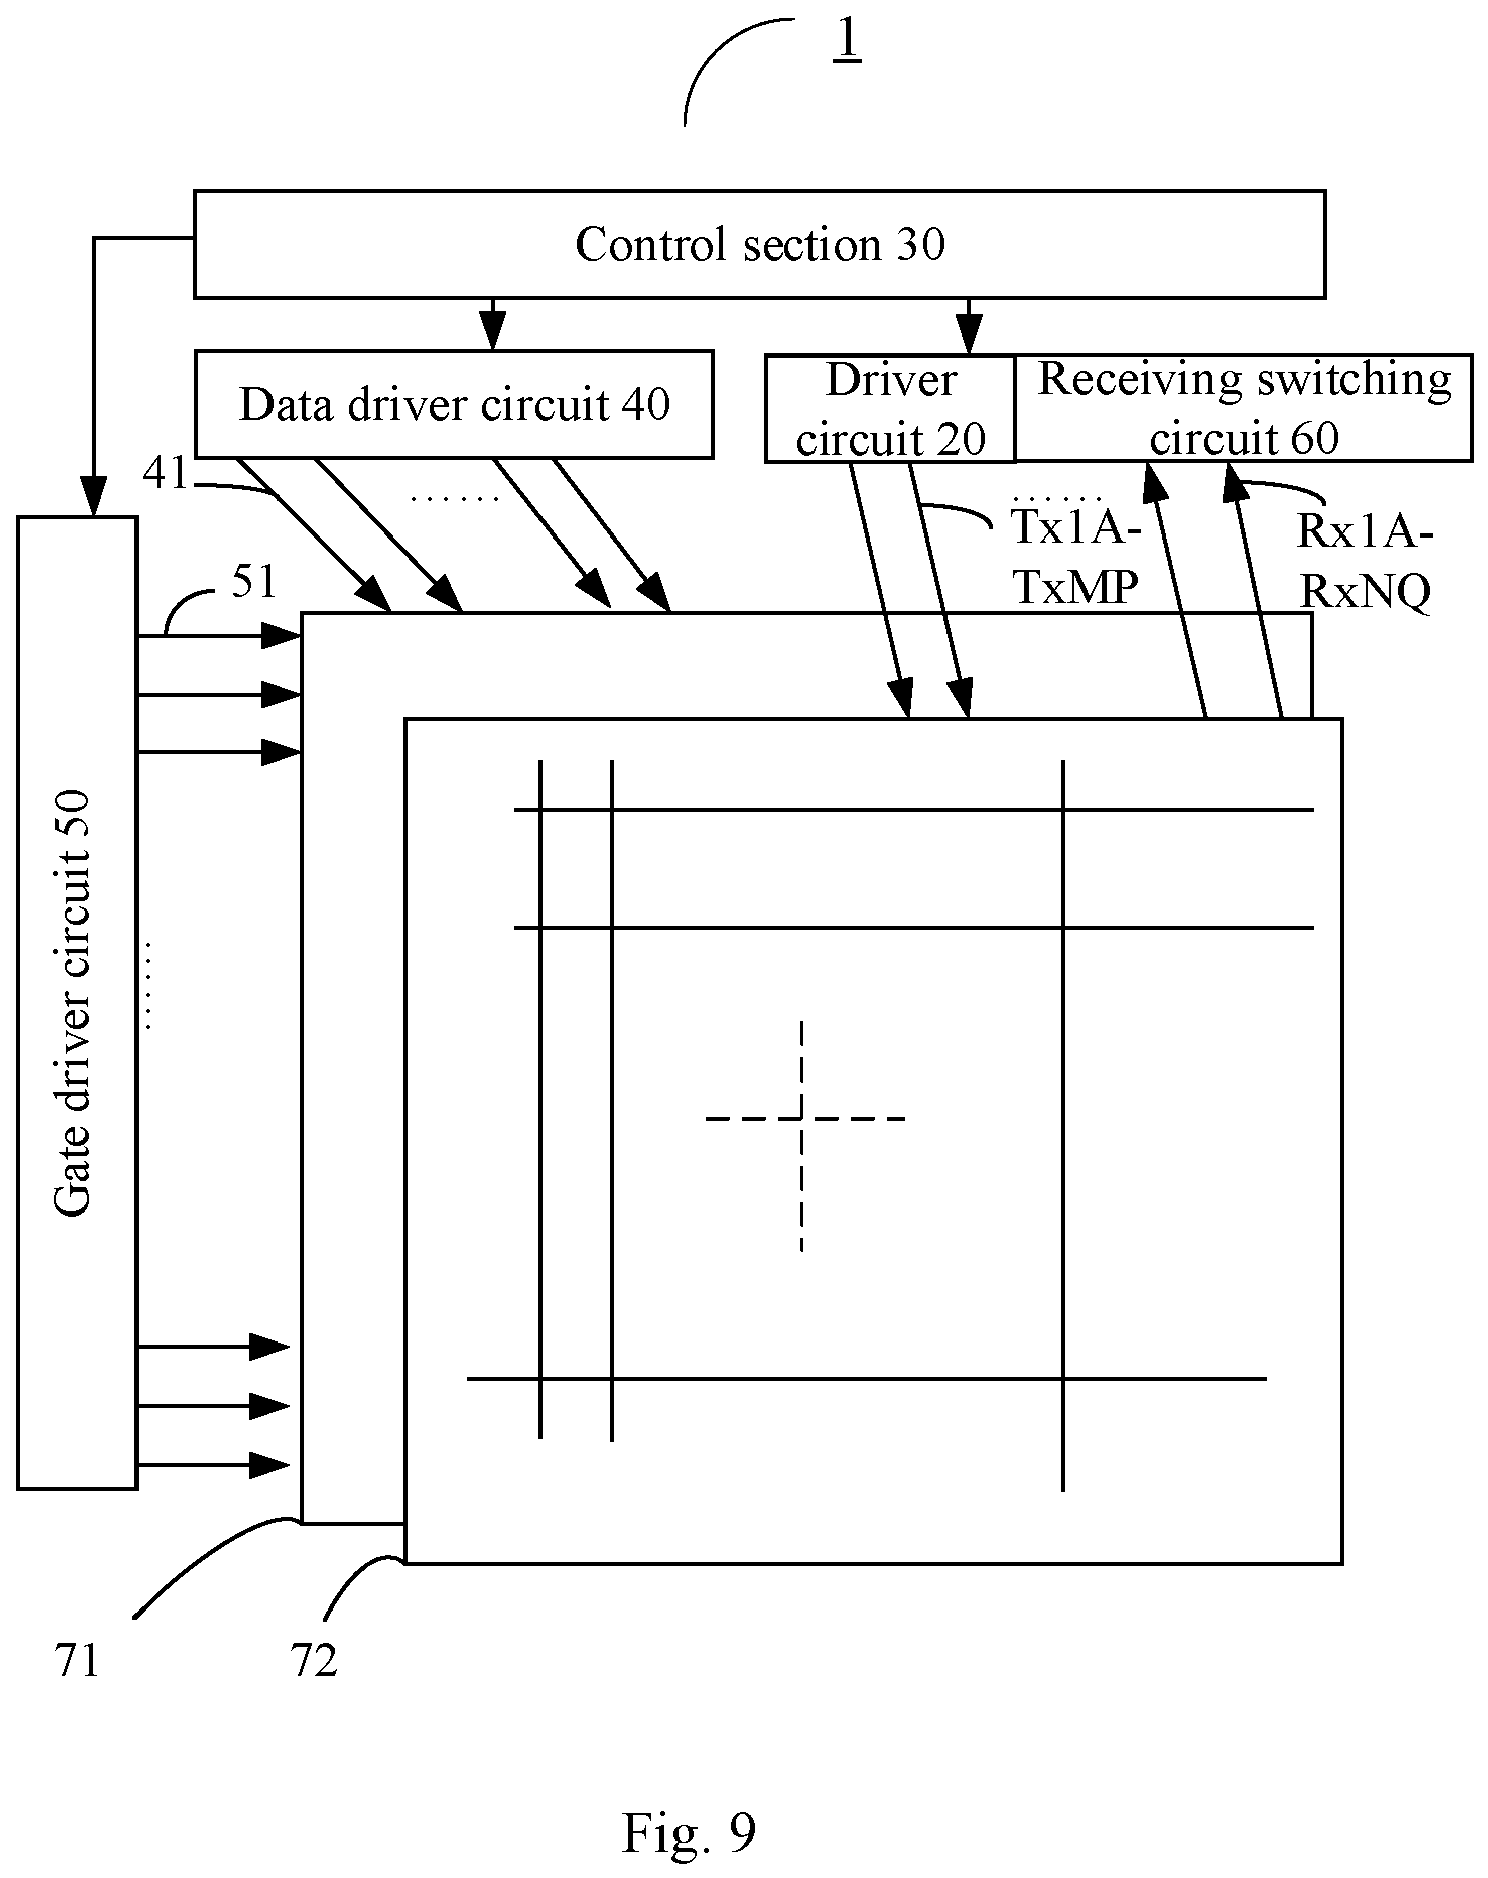 1
Control section 30
Data driver circuit 40
Driver
circuit 20
Receiving switching
circuit 60
41
......
......
Tx1A-
TxMP
Rx1A-
RxNQ
51
Gate driver circuit 50
......
71
72
Fig. 9